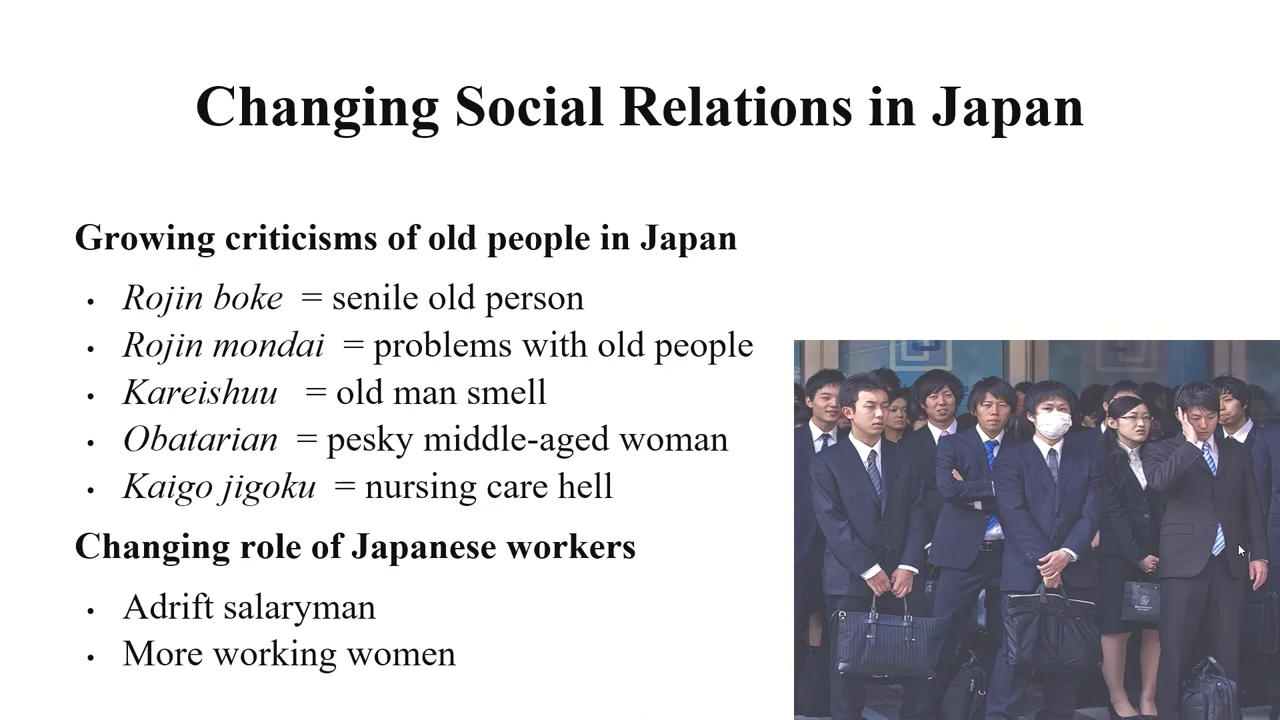 Changing Social Relations in Japan
Growing criticisms of old people in Japan
• Rojin boke = senile old person
• Rojin mondai = problems with old people
• Kareishuu = old man smell
• Obatarian = pesky middle-aged woman
• Kaigo jigoku = nursing care hell
Changing role of Japanese workers
• Adrift salaryman
• More working women